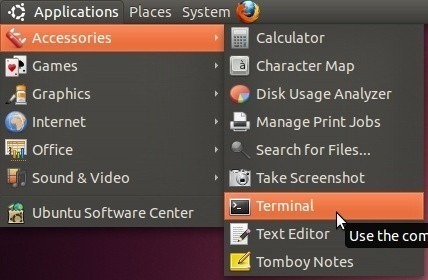 Applications Places System
Accessories
Games
Graphics
Internet
Office
Sound & Video
Ubuntu Software Center
Calculator
Character Map
Disk Usage Analyzer
Manage Print Jobs
Search for Files...
Take Screenshot
Terminal
Text Editor
Use the com
Tomboy Notes